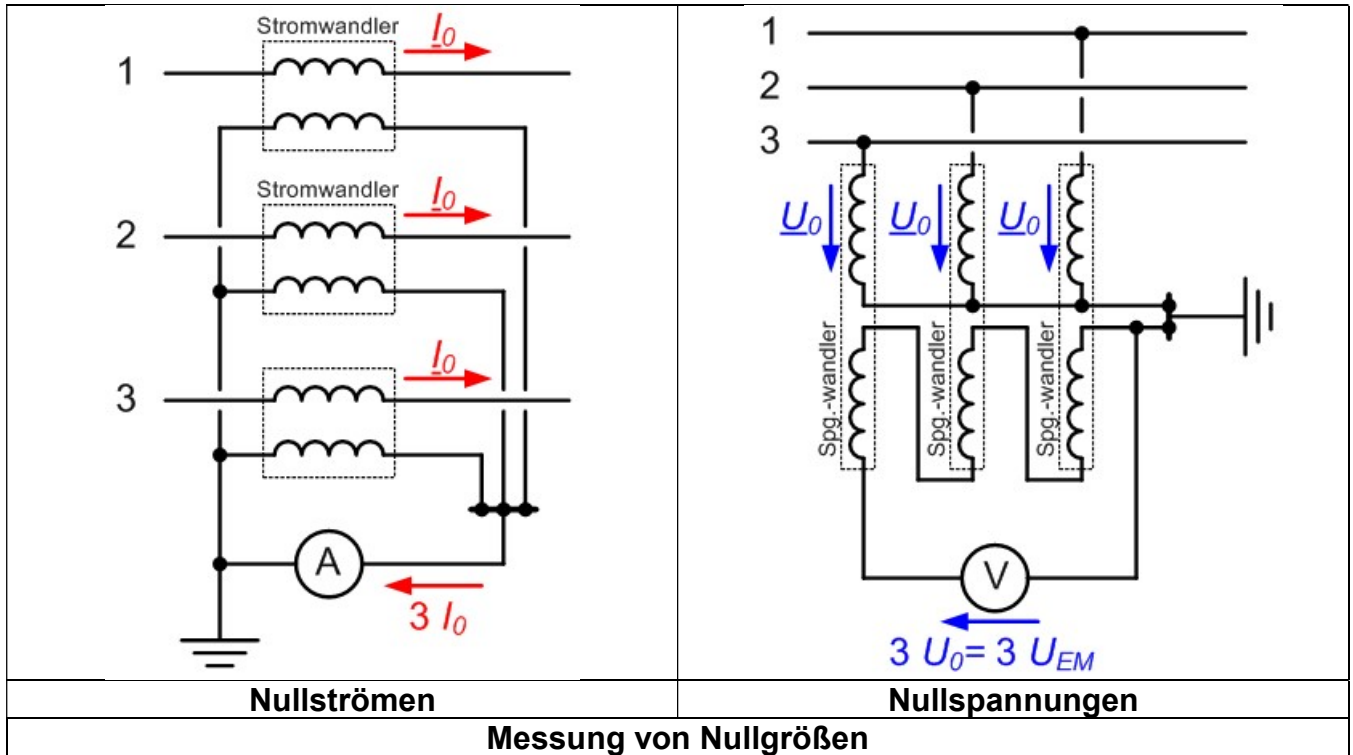 Stromwandler
I0
1
Stromwandler
I0
2
I0
3
A
3 I0
1
2
3
U0
U0
U0
Spg.-wandler
Spg.-wandler
Spg.-wandler
V
3 U0= 3 UEM
Nullströmen
Nullspannungen
Messung von Nullgrößen